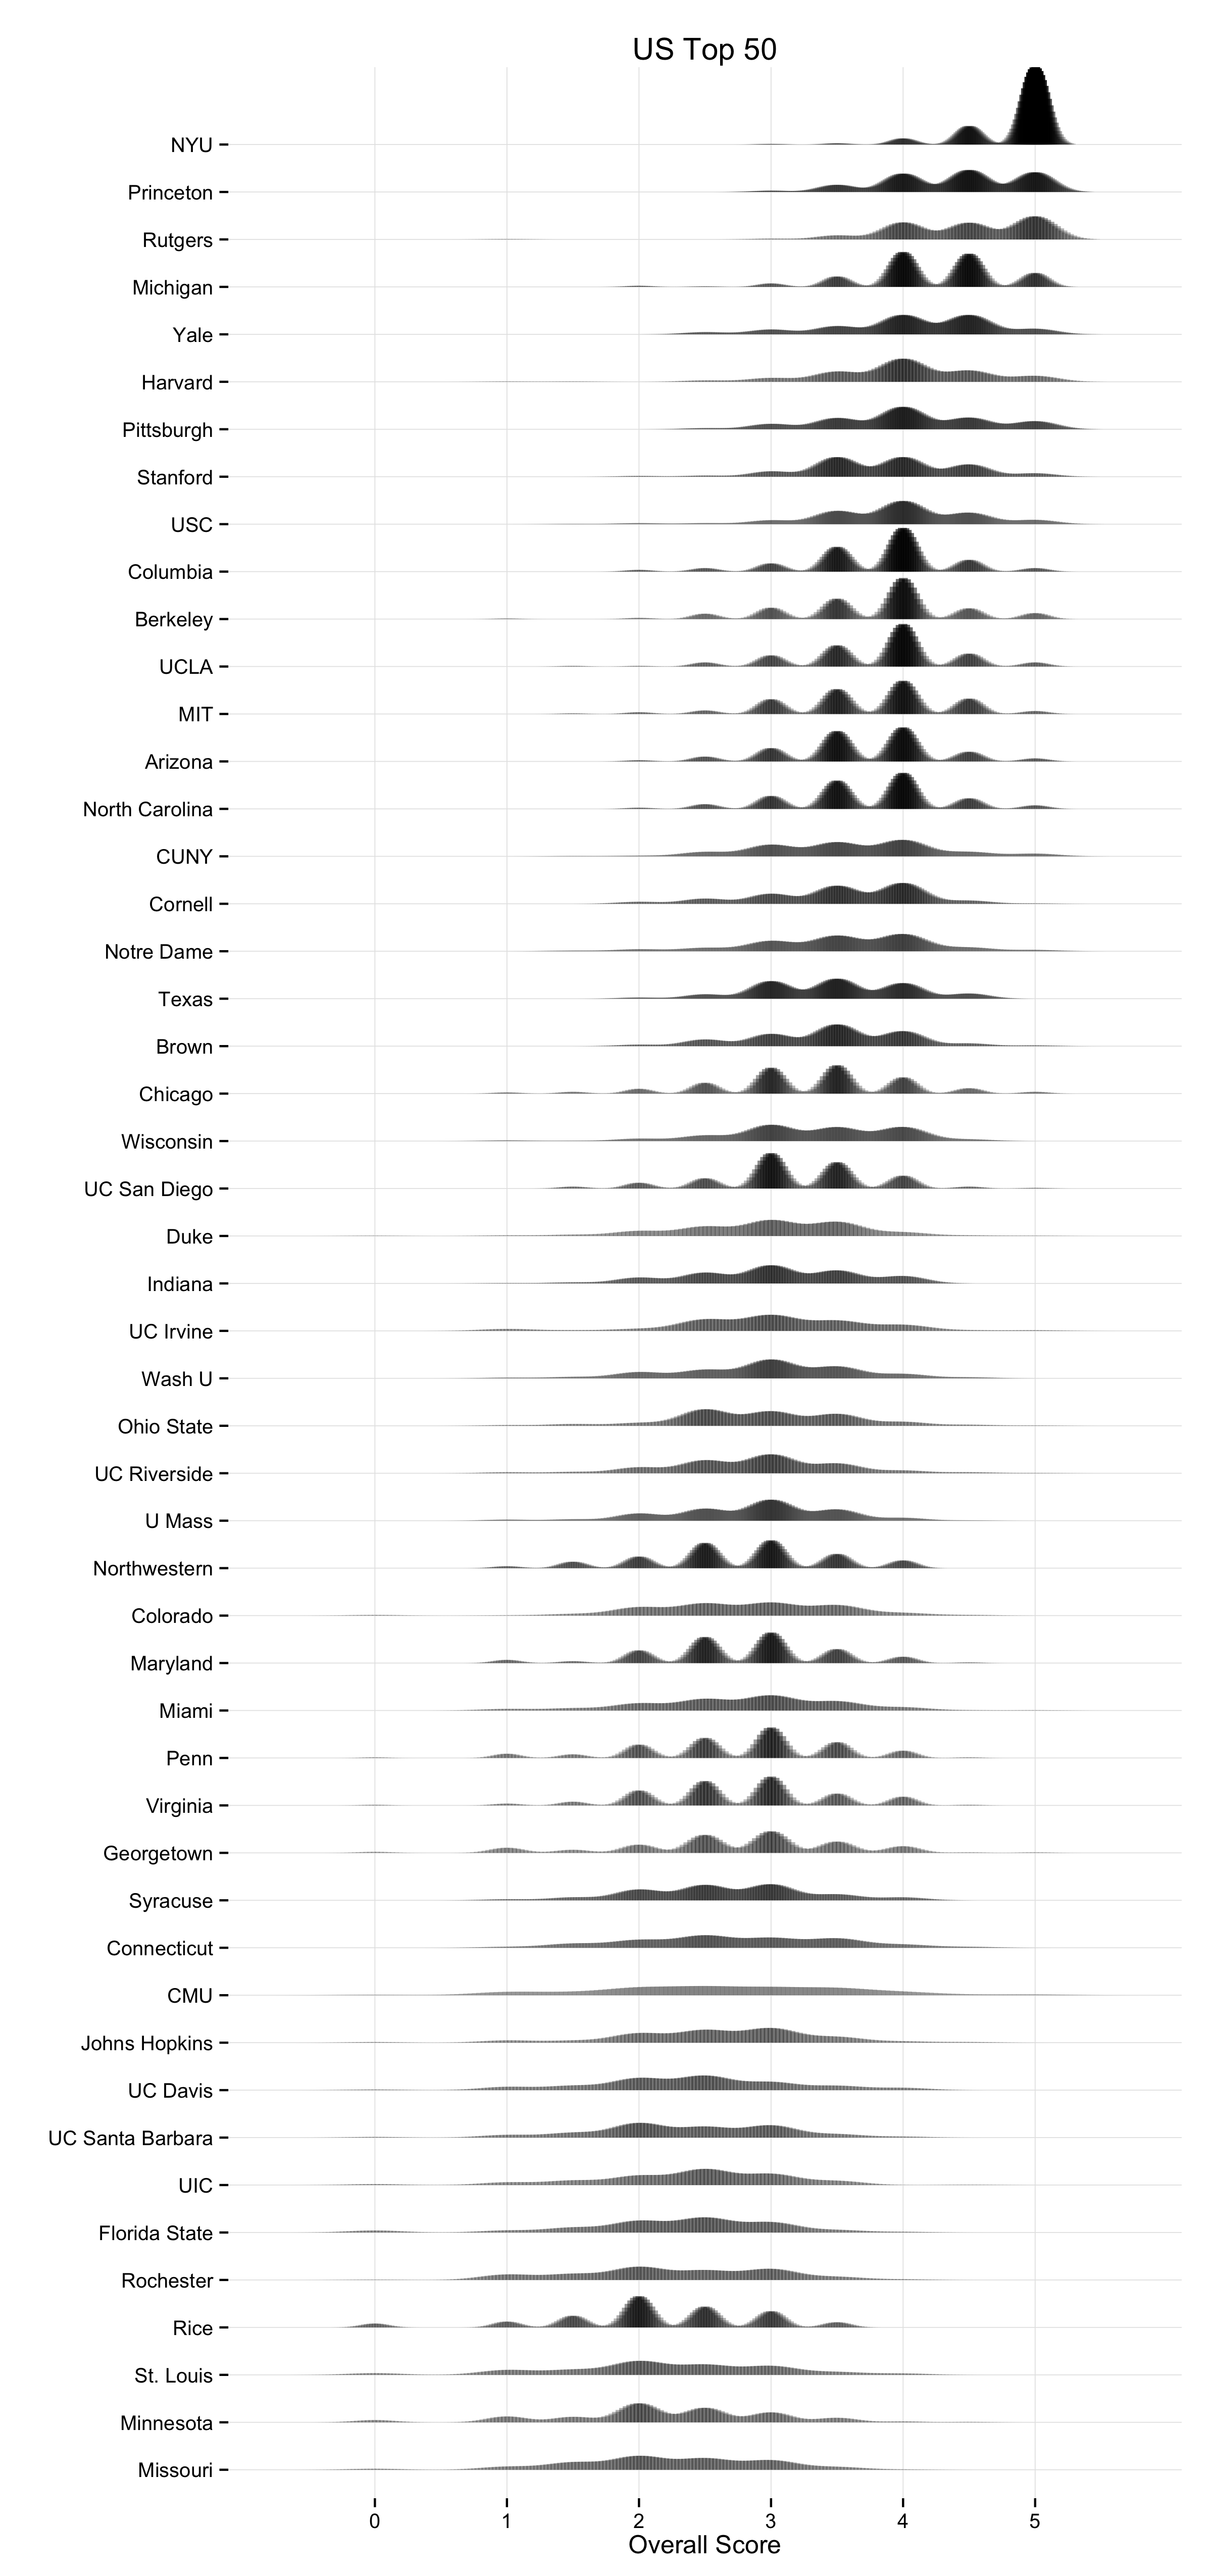 US Top 50
NYU
Princeton
Rutgers
Michigan
Yale
Harvard
Pittsburgh
Stanford
USC
Columbia
Berkeley
UCLA
MIT
Arizona
North Carolina
CUNY
Cornell
Notre Dame
Texas
Brown
Chicago
Wisconsin
UC San Diego
Duke
Indiana
UC Irvine
Wash U
Ohio State
UC Riverside
U Mass
Northwestern
Colorado
Maryland
Miami
Penn
Virginia
Georgetown
Syracuse
Connecticut
CMU
Johns Hopkins
UC Davis
UC Santa Barbara
UIC
Florida State
Rochester
Rice
St. Louis
Minnesota
Missouri
0 1 2 3 4 5
Overall Score